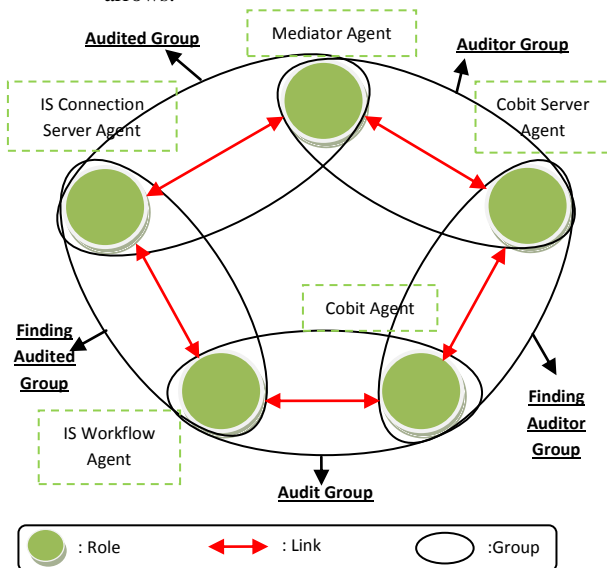 arrows.
Mediator Agent
Audited Group
Auditor Group
IS Connection
Server Agent
Cobit Server
Agent
Cobit Agent
Finding
Audited
Group
Finding
Auditor
Group
IS Workflow
Agent
Audit Group
: Role
: Link
:Group